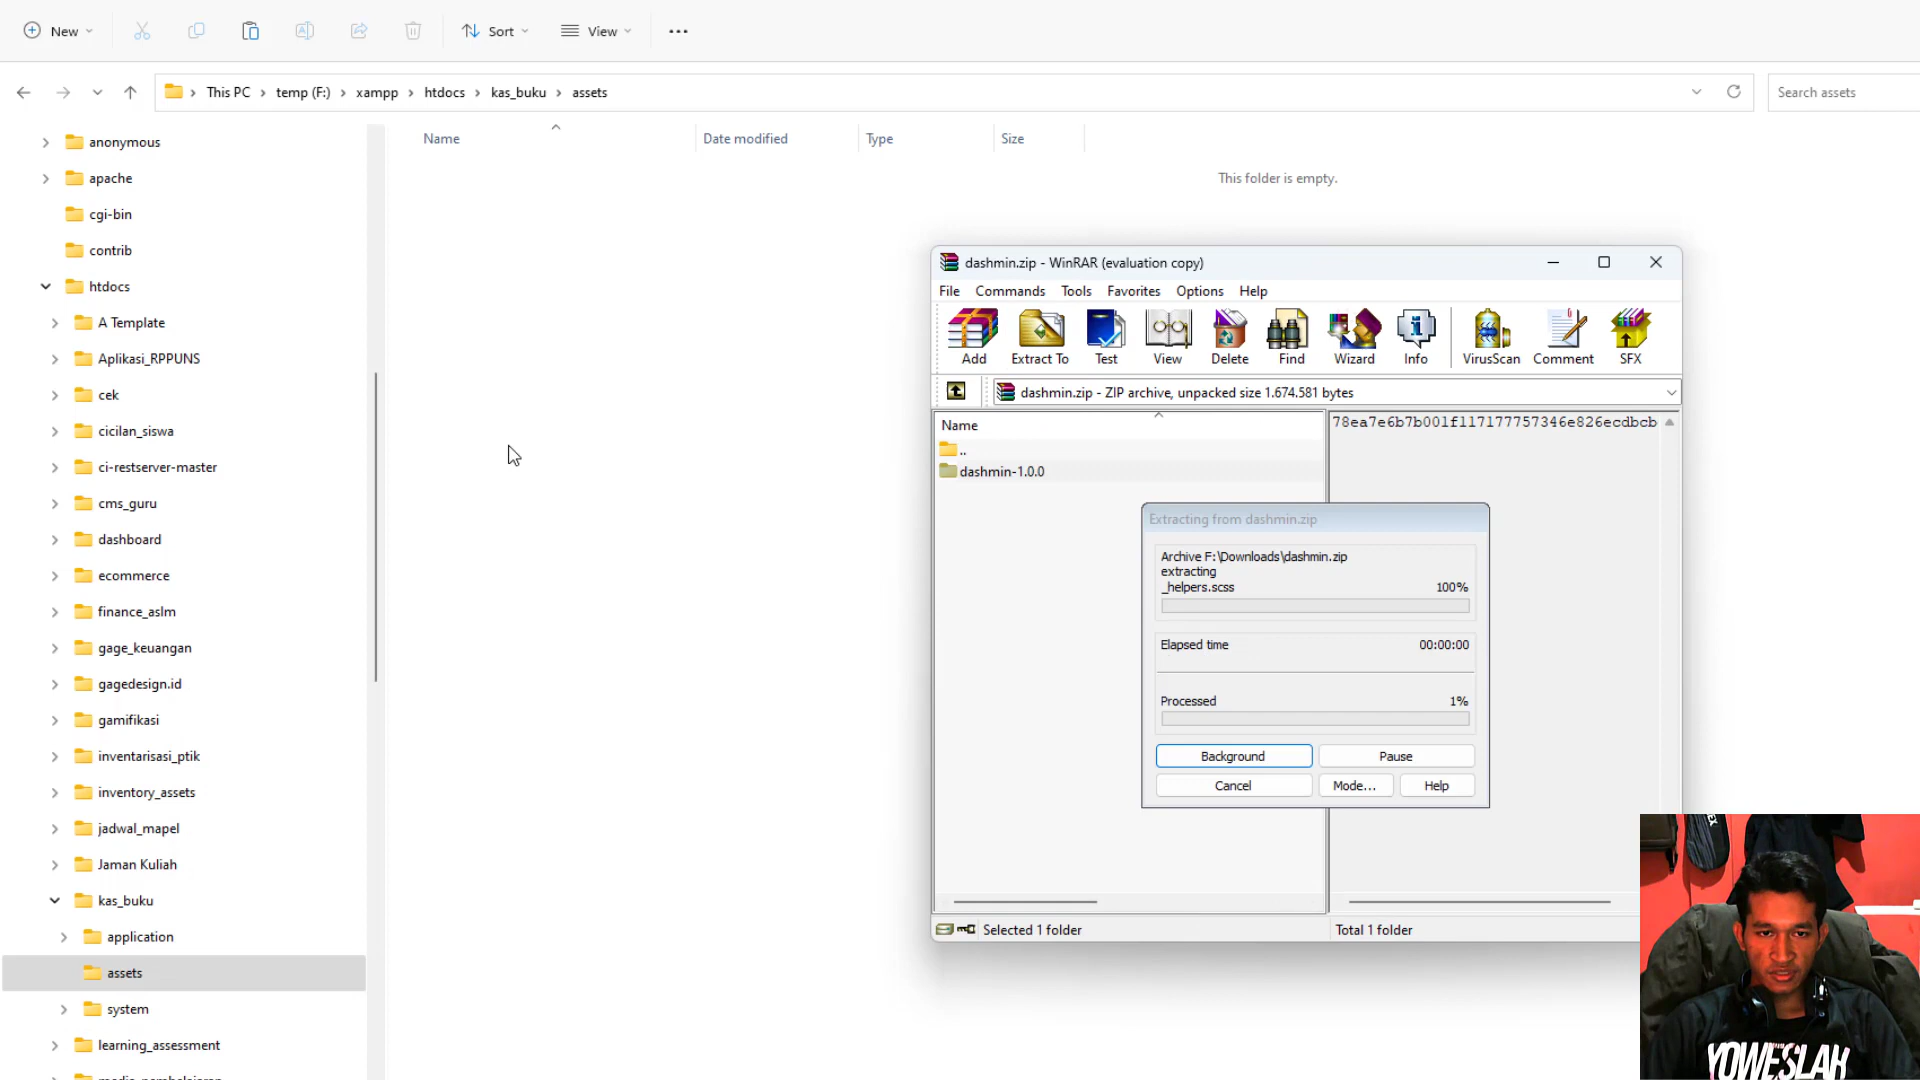 New
Sort
View
This PC
temp (F:)
xampp
htdocs
kas_buku
assets
Search assets
anonymous
apache
cgi-bin
contrib
htdocs
A Template
Aplikasi_RPPUNS
cek
cicilan_siswa
ci-restserver-master
cms_guru
dashboard
ecommerce
finance_aslm
gage_keuangan
gagedesign.id
gamifikasi
inventarisasi_ptik
inventory_assets
jadwal_mapel
Jaman Kuliah
kas_buku
application
assets
system
learning_assessment
Name
Date modified
Type
Size
This folder is empty.
dashmin.zip - WinRAR (evaluation copy)
File Commands Tools Favorites Options Help
Add Extract To Test View Delete Find Wizard Info VirusScan Comment SFX
dashmin.zip - ZIP archive, unpacked size 1.674.581 bytes
Name
..
dashmin-1.0.0
78ea7e6b7b001f117177757346e826ecdbcb
Extracting from dashmin.zip
Archive F:\Downloads\dashmin.zip
extracting
_helpers.scss 100%
Elapsed time 00:00:00
Processed 1%
Background Pause
Cancel Mode... Help
Selected 1 folder
Total 1 folder
YOWESLAH